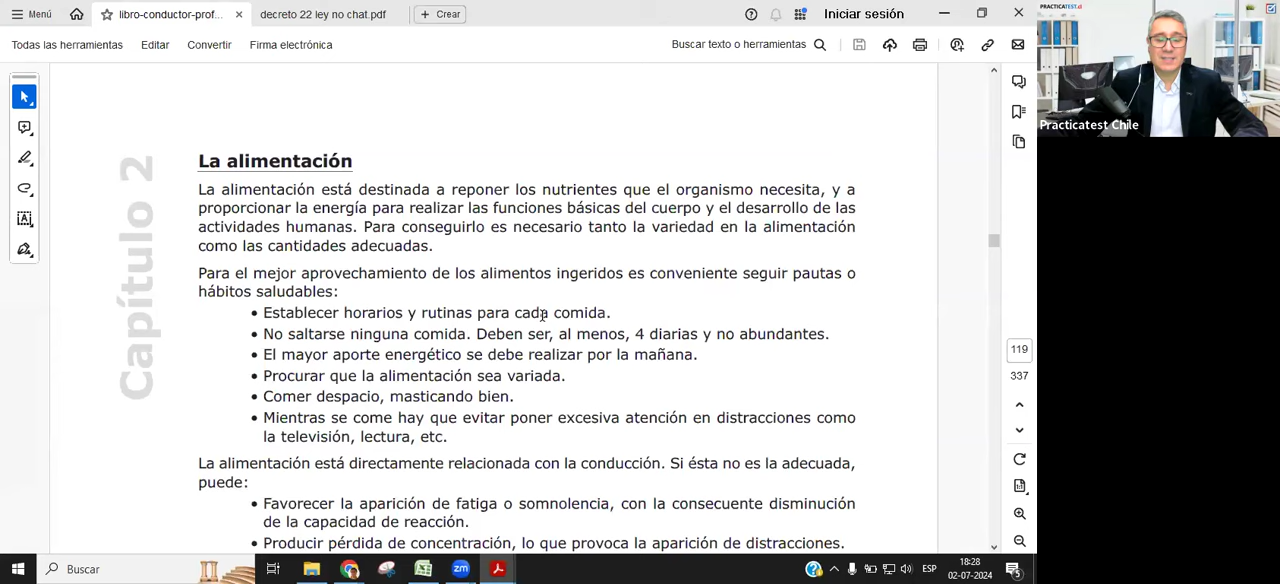 Menú
libro-conductor-prof...
decreto 22 ley no chat.pdf
Crear
Iniciar sesión
Todas las herramientas
Editar
Convertir
Firma electrónica
Buscar texto o herramientas
PRACTICATEST.cl
Practicatest Chile
Capítulo 2
La alimentación
La alimentación está destinada a reponer los nutrientes que el organismo necesita, y a
proporcionar la energía para realizar las funciones básicas del cuerpo y el desarrollo de las
actividades humanas. Para conseguirlo es necesario tanto la variedad en la alimentación
como las cantidades adecuadas.
Para el mejor aprovechamiento de los alimentos ingeridos es conveniente seguir pautas o
hábitos saludables:
• Establecer horarios y rutinas para cada comida.
• No saltarse ninguna comida. Deben ser, al menos, 4 diarias y no abundantes.
• El mayor aporte energético se debe realizar por la mañana.
• Procurar que la alimentación sea variada.
• Comer despacio, masticando bien.
• Mientras se come hay que evitar poner excesiva atención en distracciones como
la televisión, lectura, etc.
La alimentación está directamente relacionada con la conducción. Si ésta no es la adecuada,
puede:
• Favorecer la aparición de fatiga o somnolencia, con la consecuente disminución
de la capacidad de reacción.
• Producir pérdida de concentración, lo que provoca la aparición de distracciones.
119
337
Buscar
zm
ESP
18:28
02-07-2024
5